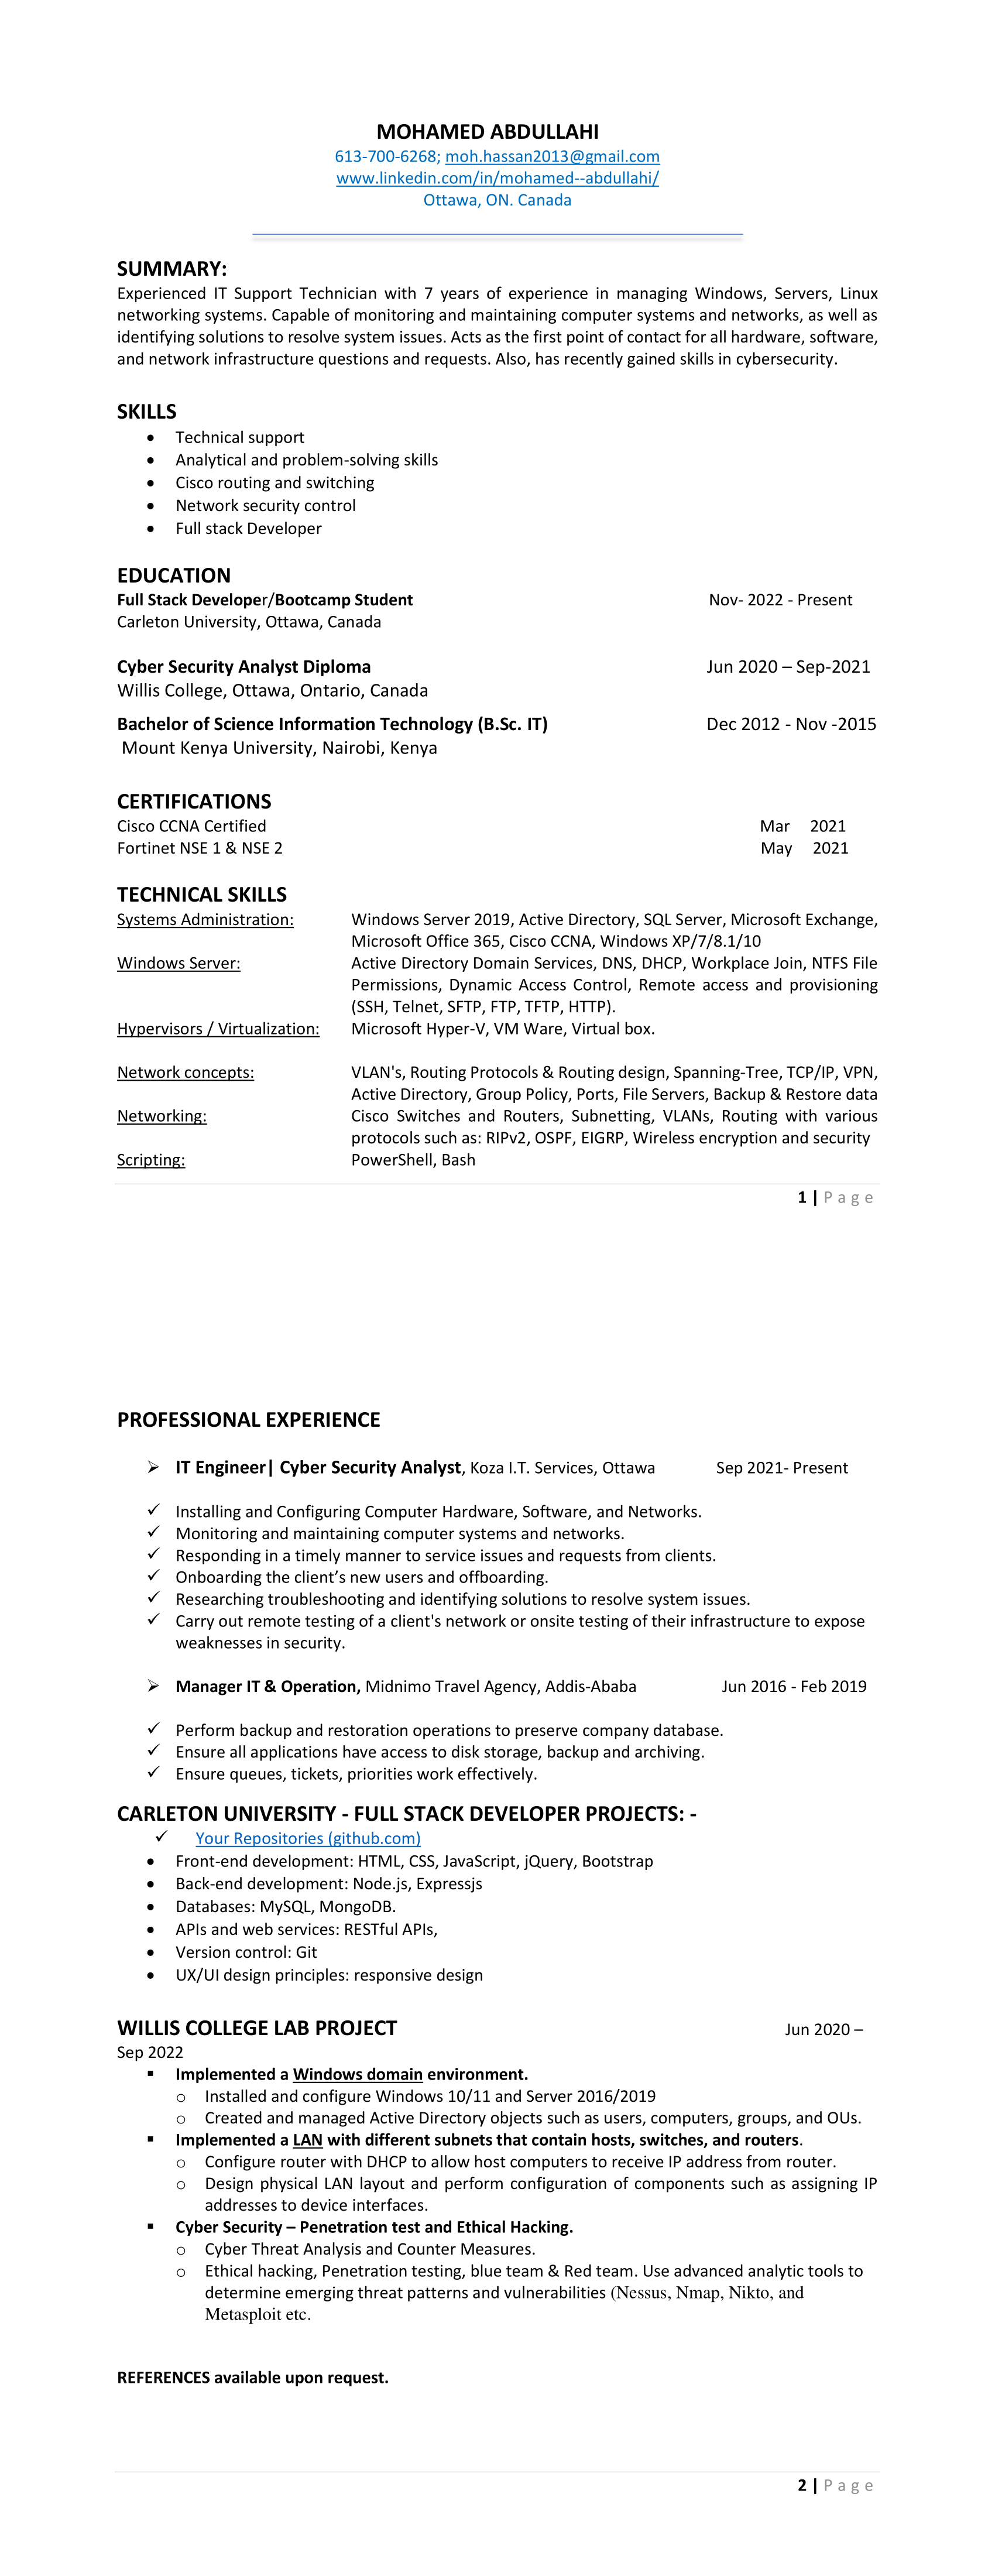 MOHAMED ABDULLAHI
613-700-6268; moh.hassan2013@gmail.com
www.linkedin.com/in/mohamed--abdullahi/
Ottawa, ON. Canada
SUMMARY:
Experienced IT Support Technician with 7 years of experience in managing Windows, Servers, Linux
networking systems. Capable of monitoring and maintaining computer systems and networks, as well as
identifying solutions to resolve system issues. Acts as the first point of contact for all hardware, software,
and network infrastructure questions and requests. Also, has recently gained skills in cybersecurity.
SKILLS
• Technical support
• Analytical and problem-solving skills
• Cisco routing and switching
• Network security control
• Full stack Developer
EDUCATION
Full Stack Developer/Bootcamp Student Nov- 2022 - Present
Carleton University, Ottawa, Canada
Cyber Security Analyst Diploma Jun 2020 – Sep-2021
Willis College, Ottawa, Ontario, Canada
Bachelor of Science Information Technology (B.Sc. IT) Dec 2012 - Nov -2015
Mount Kenya University, Nairobi, Kenya
CERTIFICATIONS
Cisco CCNA Certified Mar 2021
Fortinet NSE 1 & NSE 2 May 2021
TECHNICAL SKILLS
Systems Administration: Windows Server 2019, Active Directory, SQL Server, Microsoft Exchange,
Microsoft Office 365, Cisco CCNA, Windows XP/7/8.1/10
Windows Server: Active Directory Domain Services, DNS, DHCP, Workplace Join, NTFS File
Permissions, Dynamic Access Control, Remote access and provisioning
(SSH, Telnet, SFTP, FTP, TFTP, HTTP).
Hypervisors / Virtualization: Microsoft Hyper-V, VM Ware, Virtual box.
Network concepts: VLAN's, Routing Protocols & Routing design, Spanning-Tree, TCP/IP, VPN,
Active Directory, Group Policy, Ports, File Servers, Backup & Restore data
Networking: Cisco Switches and Routers, Subnetting, VLANs, Routing with various
protocols such as: RIPv2, OSPF, EIGRP, Wireless encryption and security
Scripting: PowerShell, Bash
1 | Page
PROFESSIONAL EXPERIENCE
➢ IT Engineer| Cyber Security Analyst, Koza I.T. Services, Ottawa Sep 2021- Present
✓ Installing and Configuring Computer Hardware, Software, and Networks.
✓ Monitoring and maintaining computer systems and networks.
✓ Responding in a timely manner to service issues and requests from clients.
✓ Onboarding the client’s new users and offboarding.
✓ Researching troubleshooting and identifying solutions to resolve system issues.
✓ Carry out remote testing of a client's network or onsite testing of their infrastructure to expose
weaknesses in security.
➢ Manager IT & Operation, Midnimo Travel Agency, Addis-Ababa Jun 2016 - Feb 2019
✓ Perform backup and restoration operations to preserve company database.
✓ Ensure all applications have access to disk storage, backup and archiving.
✓ Ensure queues, tickets, priorities work effectively.
CARLETON UNIVERSITY - FULL STACK DEVELOPER PROJECTS: -
✓ Your Repositories (github.com)
• Front-end development: HTML, CSS, JavaScript, jQuery, Bootstrap
• Back-end development: Node.js, Expressjs
• Databases: MySQL, MongoDB.
• APIs and web services: RESTful APIs,
• Version control: Git
• UX/UI design principles: responsive design
WILLIS COLLEGE LAB PROJECT Jun 2020 –
Sep 2022
▪ Implemented a Windows domain environment.
o Installed and configure Windows 10/11 and Server 2016/2019
o Created and managed Active Directory objects such as users, computers, groups, and OUs.
▪ Implemented a LAN with different subnets that contain hosts, switches, and routers.
o Configure router with DHCP to allow host computers to receive IP address from router.
o Design physical LAN layout and perform configuration of components such as assigning IP
addresses to device interfaces.
▪ Cyber Security – Penetration test and Ethical Hacking.
o Cyber Threat Analysis and Counter Measures.
o Ethical hacking, Penetration testing, blue team & Red team. Use advanced analytic tools to
determine emerging threat patterns and vulnerabilities (Nessus, Nmap, Nikto, and
Metasploit etc.
REFERENCES available upon request.
2 | Page